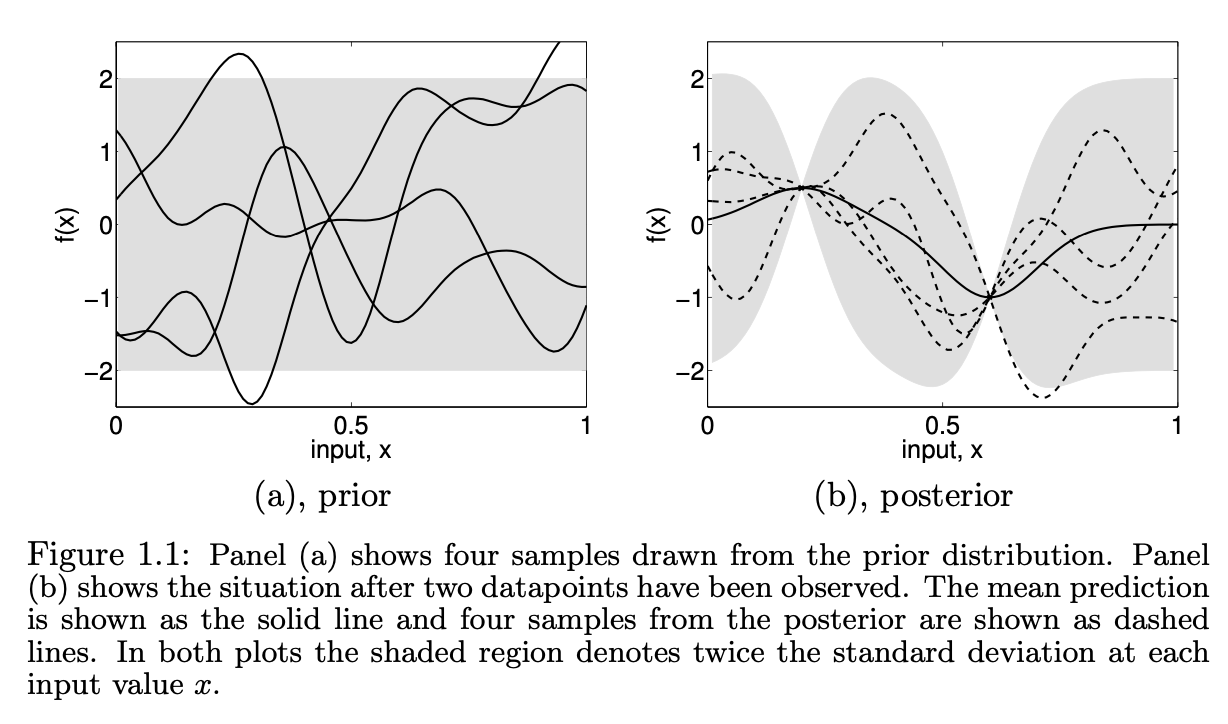 2
1
0
−1
−2
f(x)
0
0.5
1
input, x
(a), prior
2
1
0
−1
−2
f(x)
0
0.5
1
input, x
(b), posterior
Figure 1.1: Panel (a) shows four samples drawn from the prior distribution. Panel
(b) shows the situation after two datapoints have been observed. The mean prediction
is shown as the solid line and four samples from the posterior are shown as dashed
lines. In both plots the shaded region denotes twice the standard deviation at each
input value x.